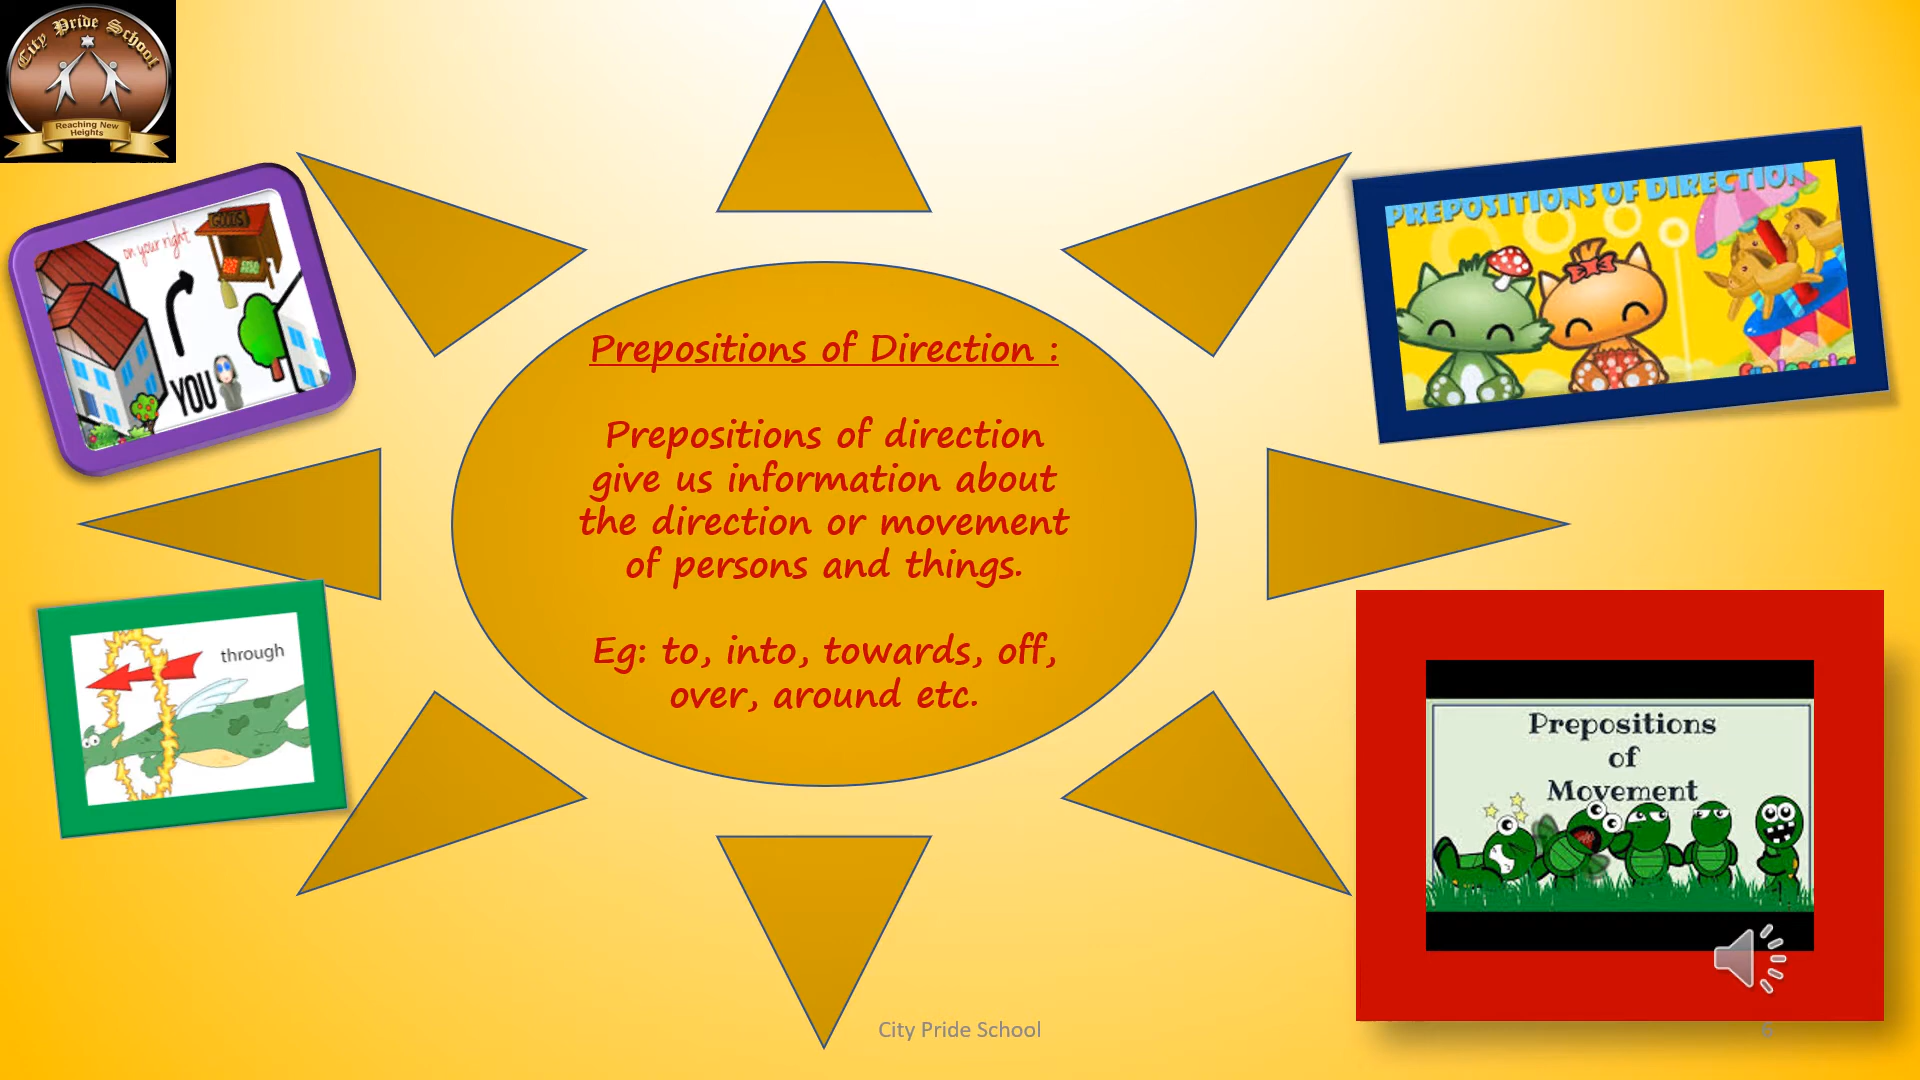 City Pride School
Reaching New
Heights
on your right
YOU
through
Prepositions of Direction :
Prepositions of direction
give us information about
the direction or movement
of persons and things.
Eg: to, into, towards, off,
over, around etc.
PREPOSITIONS OF DIRECTION
Prepositions
of
Movement
City Pride School
6